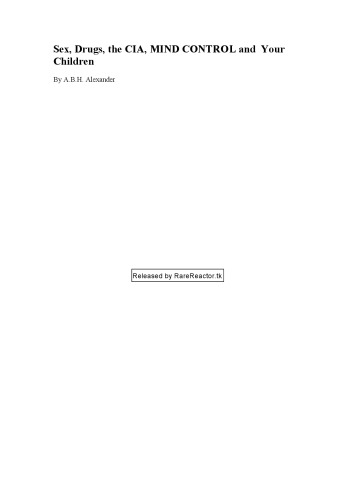 Sex, Drugs, the CIA, MIND CONTROL and Your
Children
By A.B.H. Alexander
Released by RareReactor.tk